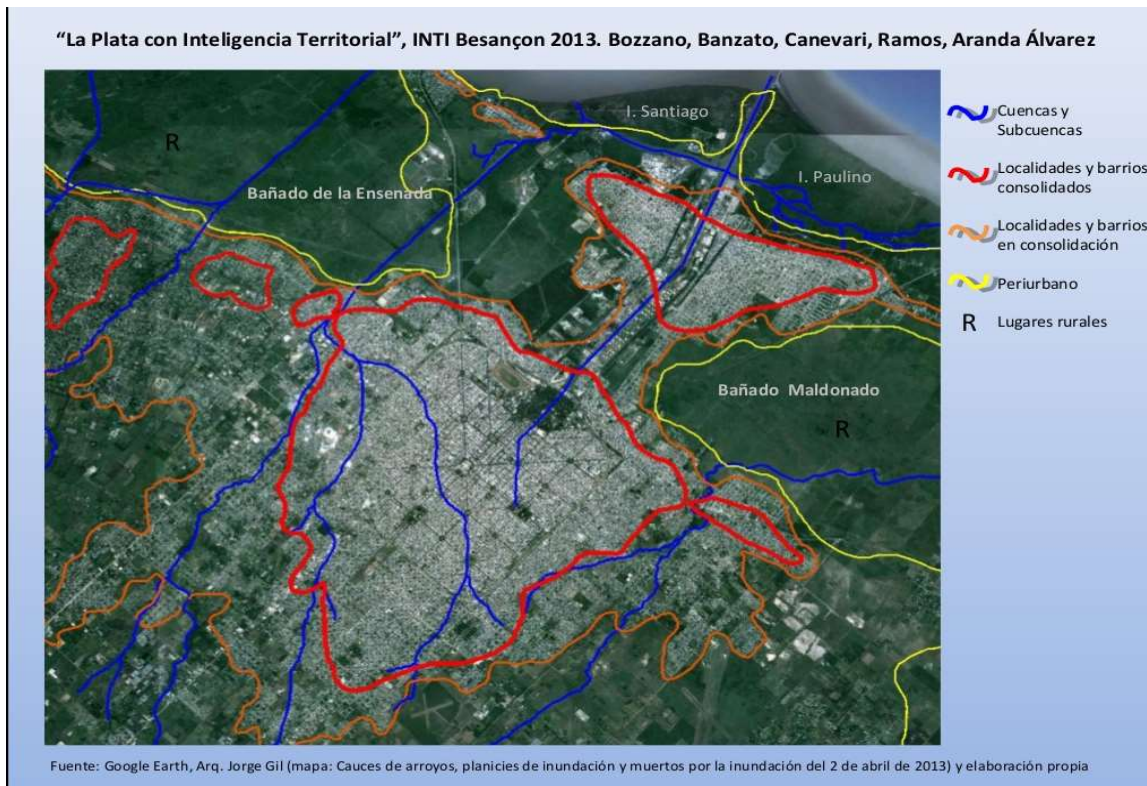 “La Plata con Inteligencia Territorial”, INTI Besançon 2013. Bozzano, Banzato, Canevari, Ramos, Aranda Álvarez
I. Santiago
R
I. Paulino
Bañado de la Ensenada
Bañado Maldonado
R
Cuencas y
Subcuencas
Localidades y barrios
consolidados
Localidades y barrios
en consolidación
Periurbano
R Lugares rurales
Fuente: Google Earth, Arq. Jorge Gil (mapa: Cauces de arroyos, planicies de inundación y muertos por la inundación del 2 de abril de 2013) y elaboración propia